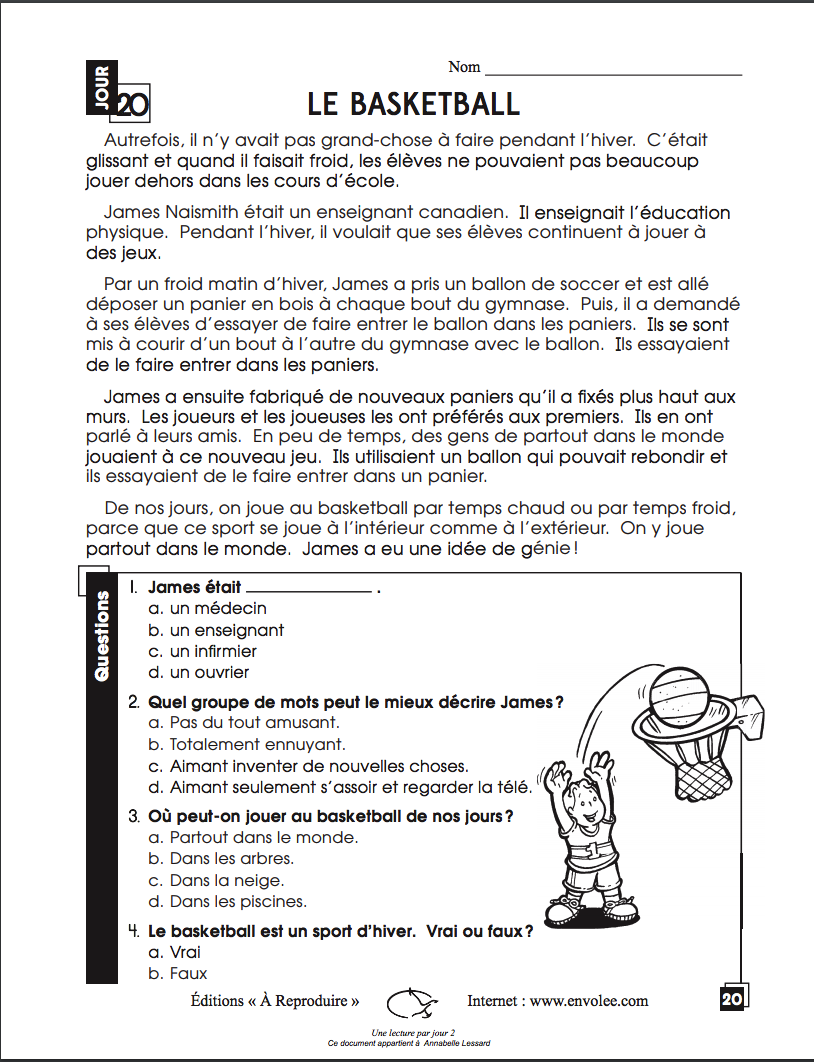 Nom
JOUR
20
LE BASKETBALL
Autrefois, il n'y avait pas grand-chose à faire pendant l'hiver. C'était
glissant et quand il faisait froid, les élèves ne pouvaient pas beaucoup
jouer dehors dans les cours d'école.
James Naismith était un enseignant canadien. Il enseignait l'éducation
physique. Pendant l'hiver, il voulait que ses élèves continuent à jouer à
des jeux.
Par un froid matin d'hiver, James a pris un ballon de soccer et est allé
déposer un panier en bois à chaque bout du gymnase. Puis, il a demandé
à ses élèves d'essayer de faire entrer le ballon dans les paniers. Ils se sont
mis à courir d'un bout à l'autre du gymnase avec le ballon. Ils essayaient
de le faire entrer dans les paniers.
James a ensuite fabriqué de nouveaux paniers qu'il a fixés plus haut aux
murs. Les joueurs et les joueuses les ont préférés aux premiers. Ils en ont
parlé à leurs amis. En peu de temps, des gens de partout dans le monde
jouaient à ce nouveau jeu. Ils utilisaient un ballon qui pouvait rebondir et
ils essayaient de le faire entrer dans un panier.
De nos jours, on joue au basketball par temps chaud ou par temps froid,
parce que ce sport se joue à l'intérieur comme à l'extérieur. On y joue
partout dans le monde. James a eu une idée de génie !
Questions
1. James était ____________ .
a. un médecin
b. un enseignant
c. un infirmier
d. un ouvrier
2. Quel groupe de mots peut le mieux décrire James ?
a. Pas du tout amusant.
b. Totalement ennuyant.
c. Aimant inventer de nouvelles choses.
d. Aimant seulement s'assoir et regarder la télé.
3. Où peut-on jouer au basketball de nos jours ?
a. Partout dans le monde.
b. Dans les arbres.
c. Dans la neige.
d. Dans les piscines.
4. Le basketball est un sport d'hiver. Vrai ou faux ?
a. Vrai
b. Faux
Éditions « À Reproduire » Internet : www.envolee.com
20
Une lecture par jour 2
Ce document appartient à Annabelle Lessard